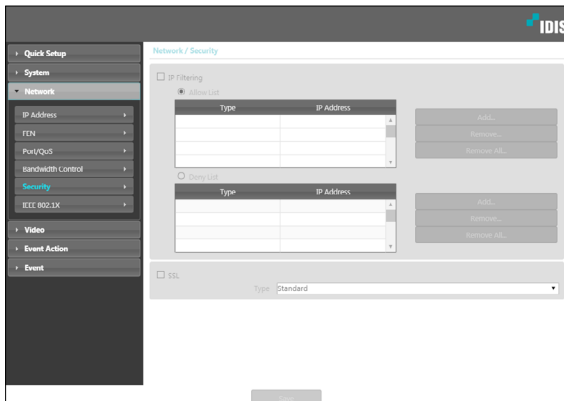 IDIS
Quick Setup
System
Network
IP Address
FEN
Port/QoS
Bandwidth Control
Security
IEEE 802.1X
Video
Event Action
Event
Network / Security
IP Filtering
Allow List
Type IP Address
Add...
Remove...
Remove All...
Deny List
Type IP Address
Add...
Remove...
Remove All...
SSL
Type Standard